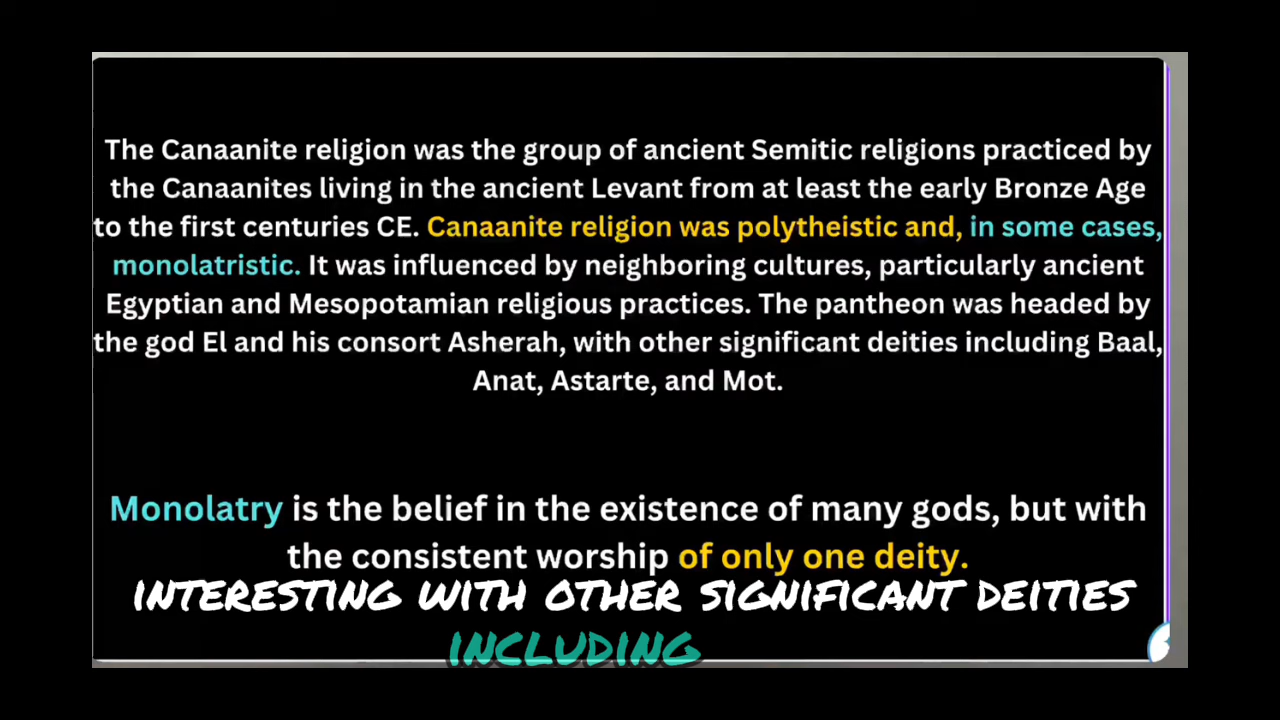 The Canaanite religion was the group of ancient Semitic religions practiced by
the Canaanites living in the ancient Levant from at least the early Bronze Age
to the first centuries CE. Canaanite religion was polytheistic and, in some cases,
monolatristic. It was influenced by neighboring cultures, particularly ancient
Egyptian and Mesopotamian religious practices. The pantheon was headed by
the god El and his consort Asherah, with other significant deities including Baal,
Anat, Astarte, and Mot.
Monolatry is the belief in the existence of many gods, but with
the consistent worship of only one deity.
INTERESTING WITH OTHER SIGNIFICANT DEITIES
INCLUDING